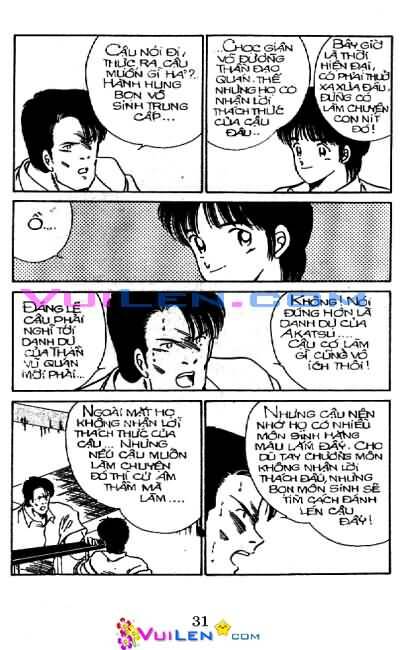 CẬU NÓI ĐI,
THỰC RA CẬU
MUỐN GÌ HẢ?
HÀNH HUNG
BỌN VÕ
SINH TRUNG
CẤP...
..CHỌC GIẬN
VÕ ĐƯỜNG
THẦN ĐẠO
QUÁN. THẾ
NHƯNG HỌ CÓ
NHẬN LỜI
THÁCH THỨC
CỦA CẬU
ĐÂU..
BÂY GIỜ
LÀ THỜI
HIỆN ĐẠI,
CÓ PHẢI THUỞ
XA XƯA ĐÂU.
ĐỪNG CÓ
LÀM CHUYỆN
CON NÍT
ĐÓ!
Ồ....
ĐÁNG LẼ
CẬU PHẢI
NGHĨ TỚI
DANH DỰ
CỦA THẦN
VŨ QUÁN
MỚI PHẢI...
KHÔNG! NÓI
ĐÚNG HƠN LÀ
DANH DỰ CỦA
AKATSU....
CẬU CÓ LÀM
GÌ CŨNG VÔ
ÍCH THÔI!
VUILEN.COM
NGOÀI MẶT HỌ
KHÔNG NHẬN LỜI
THÁCH THỨC CỦA
CẬU... NHƯNG
NẾU CẬU MUỐN
LÀM CHUYỆN
ĐÓ THÌ CỨ ÂM
THẦM MÀ
LÀM....
NHƯNG CẬU NÊN
NHỚ HỌ CÓ NHIỀU
MÔN SINH HĂNG
MÁU LẮM ĐẤY. CHO
DÙ TAY CHƯỞNG MÔN
KHÔNG NHẬN LỜI
THÁCH ĐẤU, NHƯNG
BỌN MÔN SINH SẼ
TÌM CÁCH ĐÁNH
LÉN CẬU
ĐẤY!
31
VUILEN.COM